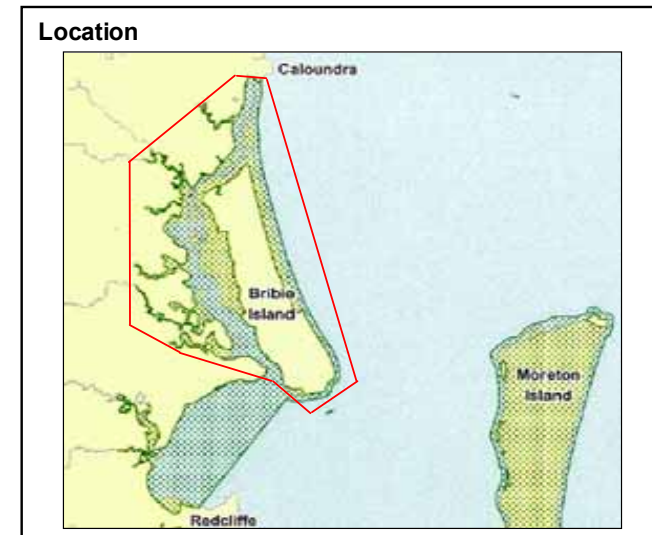 Location
Caloundra
Bribie
Island
Moreton
Island
Redcliffe